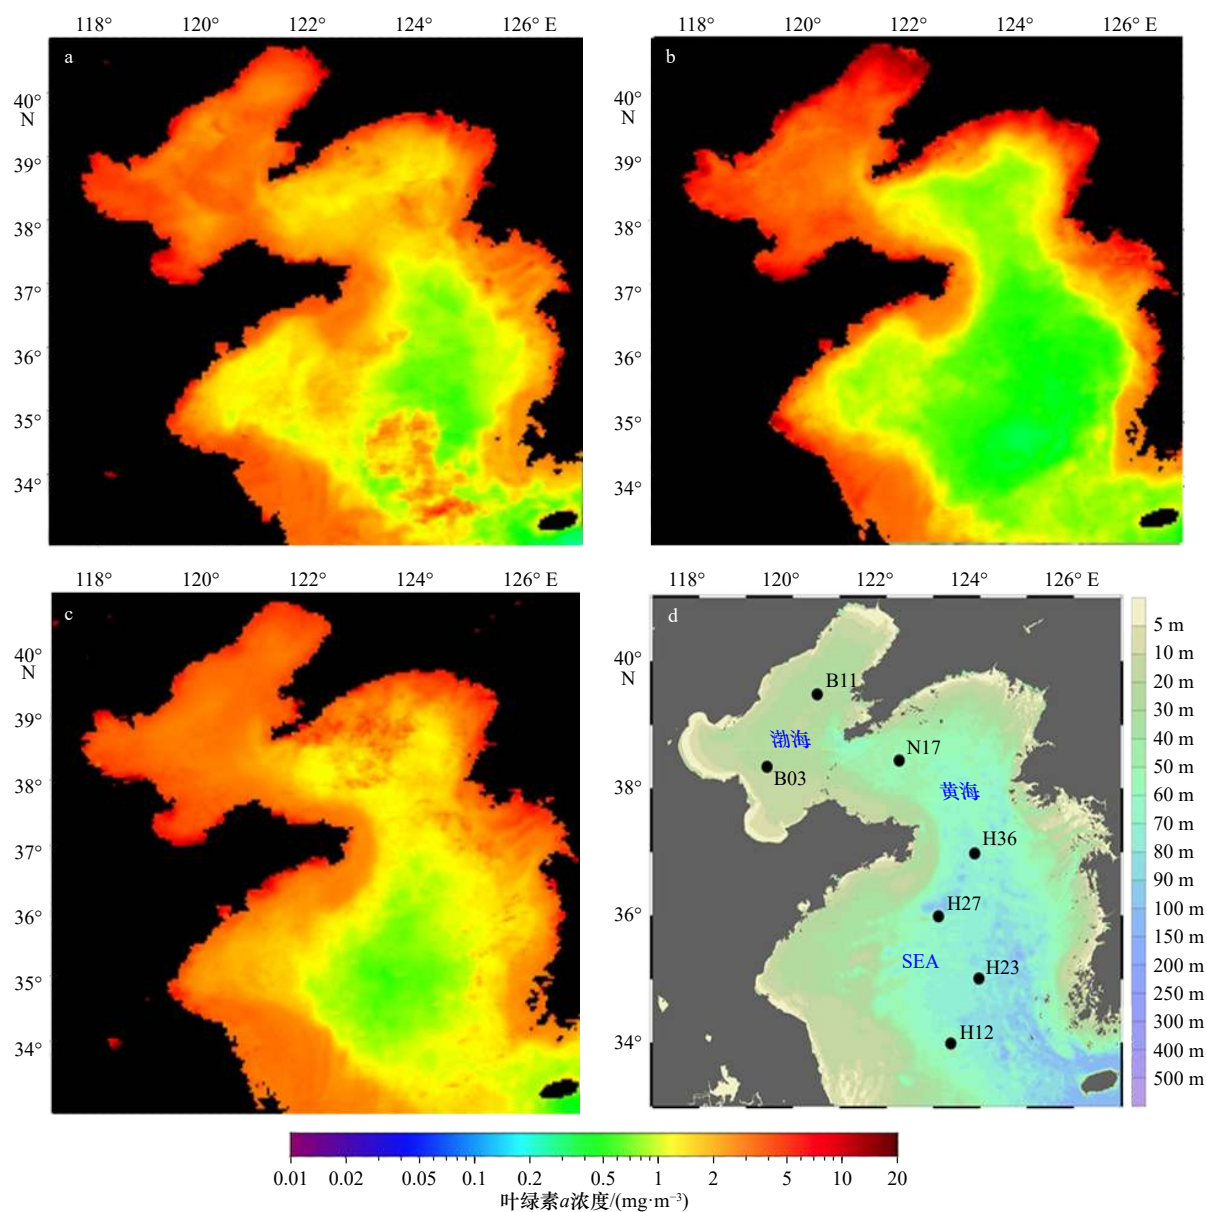 118° 120° 122° 124° 126° E
a
40°
N
39°
38°
37°
36°
35°
34°
118° 120° 122° 124° 126° E
b
40°
N
39°
38°
37°
36°
35°
34°
118° 120° 122° 124° 126° E
c
40°
N
39°
38°
37°
36°
35°
34°
118° 120° 122° 124° 126° E
d
40°
N
38°
36°
34°
B11
渤海
N17
B03
黄海
H36
H27
SEA
H23
H12
5 m
10 m
20 m
30 m
40 m
50 m
60 m
70 m
80 m
90 m
100 m
150 m
200 m
250 m
300 m
400 m
500 m
0.01 0.02 0.05 0.1 0.2 0.5 1 2 5 10 20
叶绿素a浓度/(mg·m⁻³)